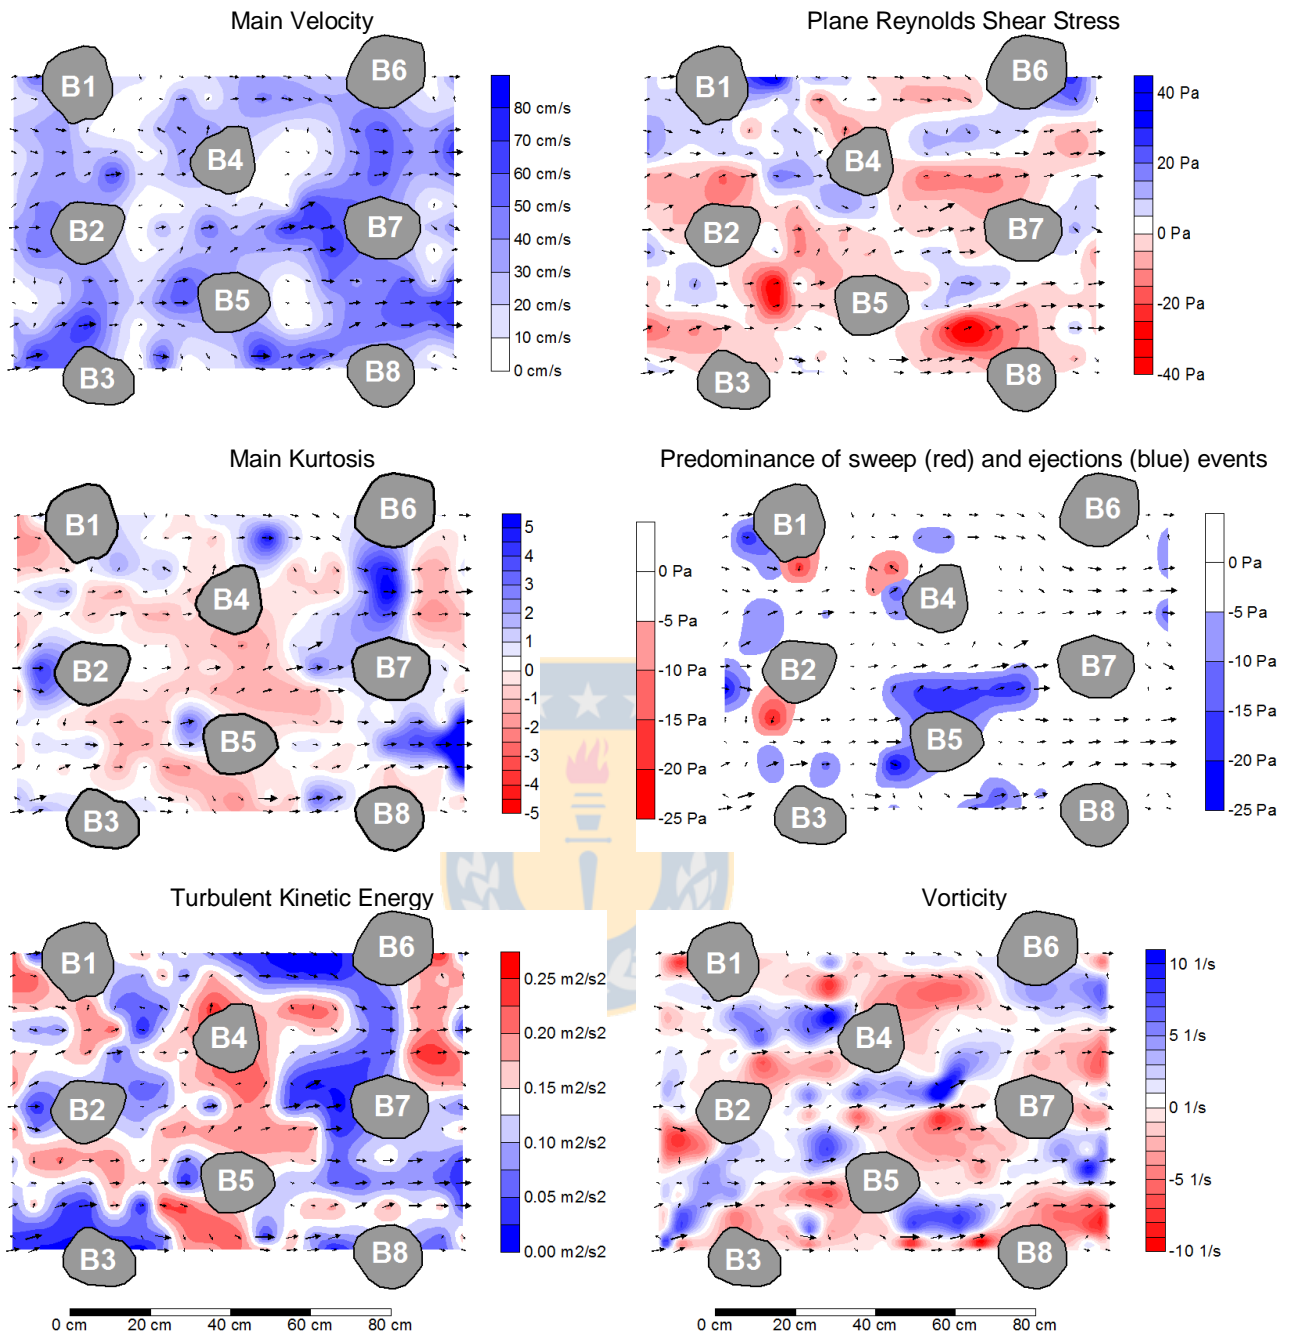 Main Velocity
B1
B2
B3
B4
B5
B6
B7
B8
80 cm/s
70 cm/s
60 cm/s
50 cm/s
40 cm/s
30 cm/s
20 cm/s
10 cm/s
0 cm/s
Plane Reynolds Shear Stress
B1
B2
B3
B4
B5
B6
B7
B8
40 Pa
20 Pa
0 Pa
-20 Pa
-40 Pa
Main Kurtosis
B1
B2
B3
B4
B5
B6
B7
B8
5
4
3
2
1
0
-1
-2
-3
-4
-5
Predominance of sweep (red) and ejections (blue) events
0 Pa
-5 Pa
-10 Pa
-15 Pa
-20 Pa
-25 Pa
B1
B2
B3
B4
B5
B6
B7
B8
0 Pa
-5 Pa
-10 Pa
-15 Pa
-20 Pa
-25 Pa
Turbulent Kinetic Energy
B1
B2
B3
B4
B5
B6
B7
B8
0.25 m2/s2
0.20 m2/s2
0.15 m2/s2
0.10 m2/s2
0.05 m2/s2
0.00 m2/s2
0 cm 20 cm 40 cm 60 cm 80 cm
Vorticity
B1
B2
B3
B4
B5
B6
B7
B8
10 1/s
5 1/s
0 1/s
-5 1/s
-10 1/s
0 cm 20 cm 40 cm 60 cm 80 cm